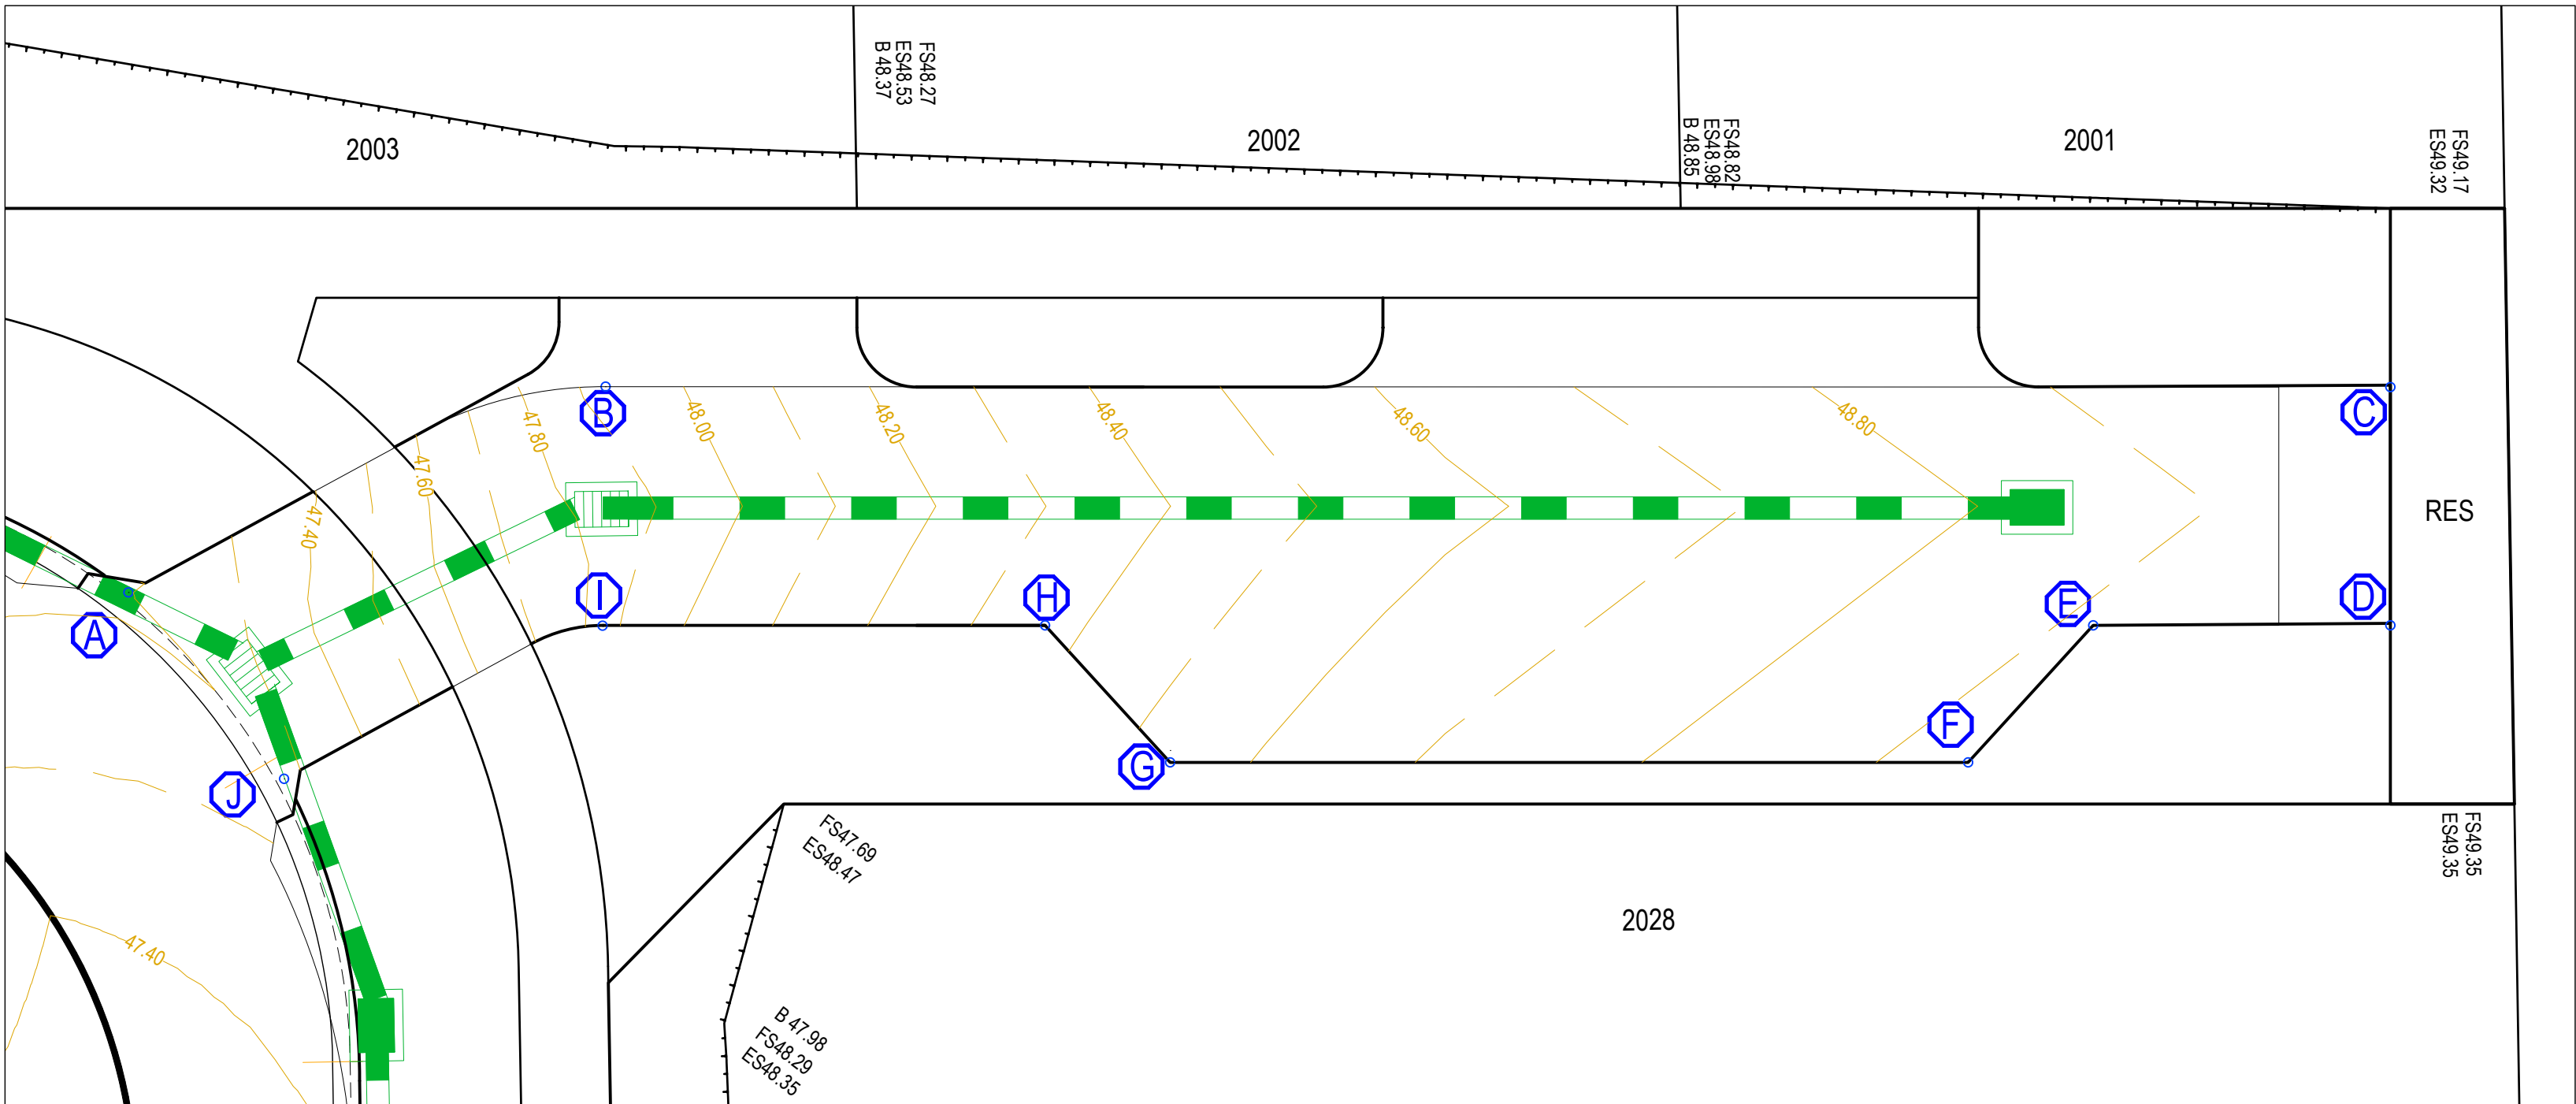 FS48.27
ES48.53
B 48.37
FS48.82
ES48.98
B 48.85
FS49.17
ES49.32
2003
2002
2001
47.80
B
48.00
48.20
48.40
48.60
48.80
C
47.60
47.40
RES
A
I
H
E
D
J
G
F
FS47.69
ES48.47
FS49.35
ES49.35
2028
47.40
B 47.98
FS48.29
ES48.35